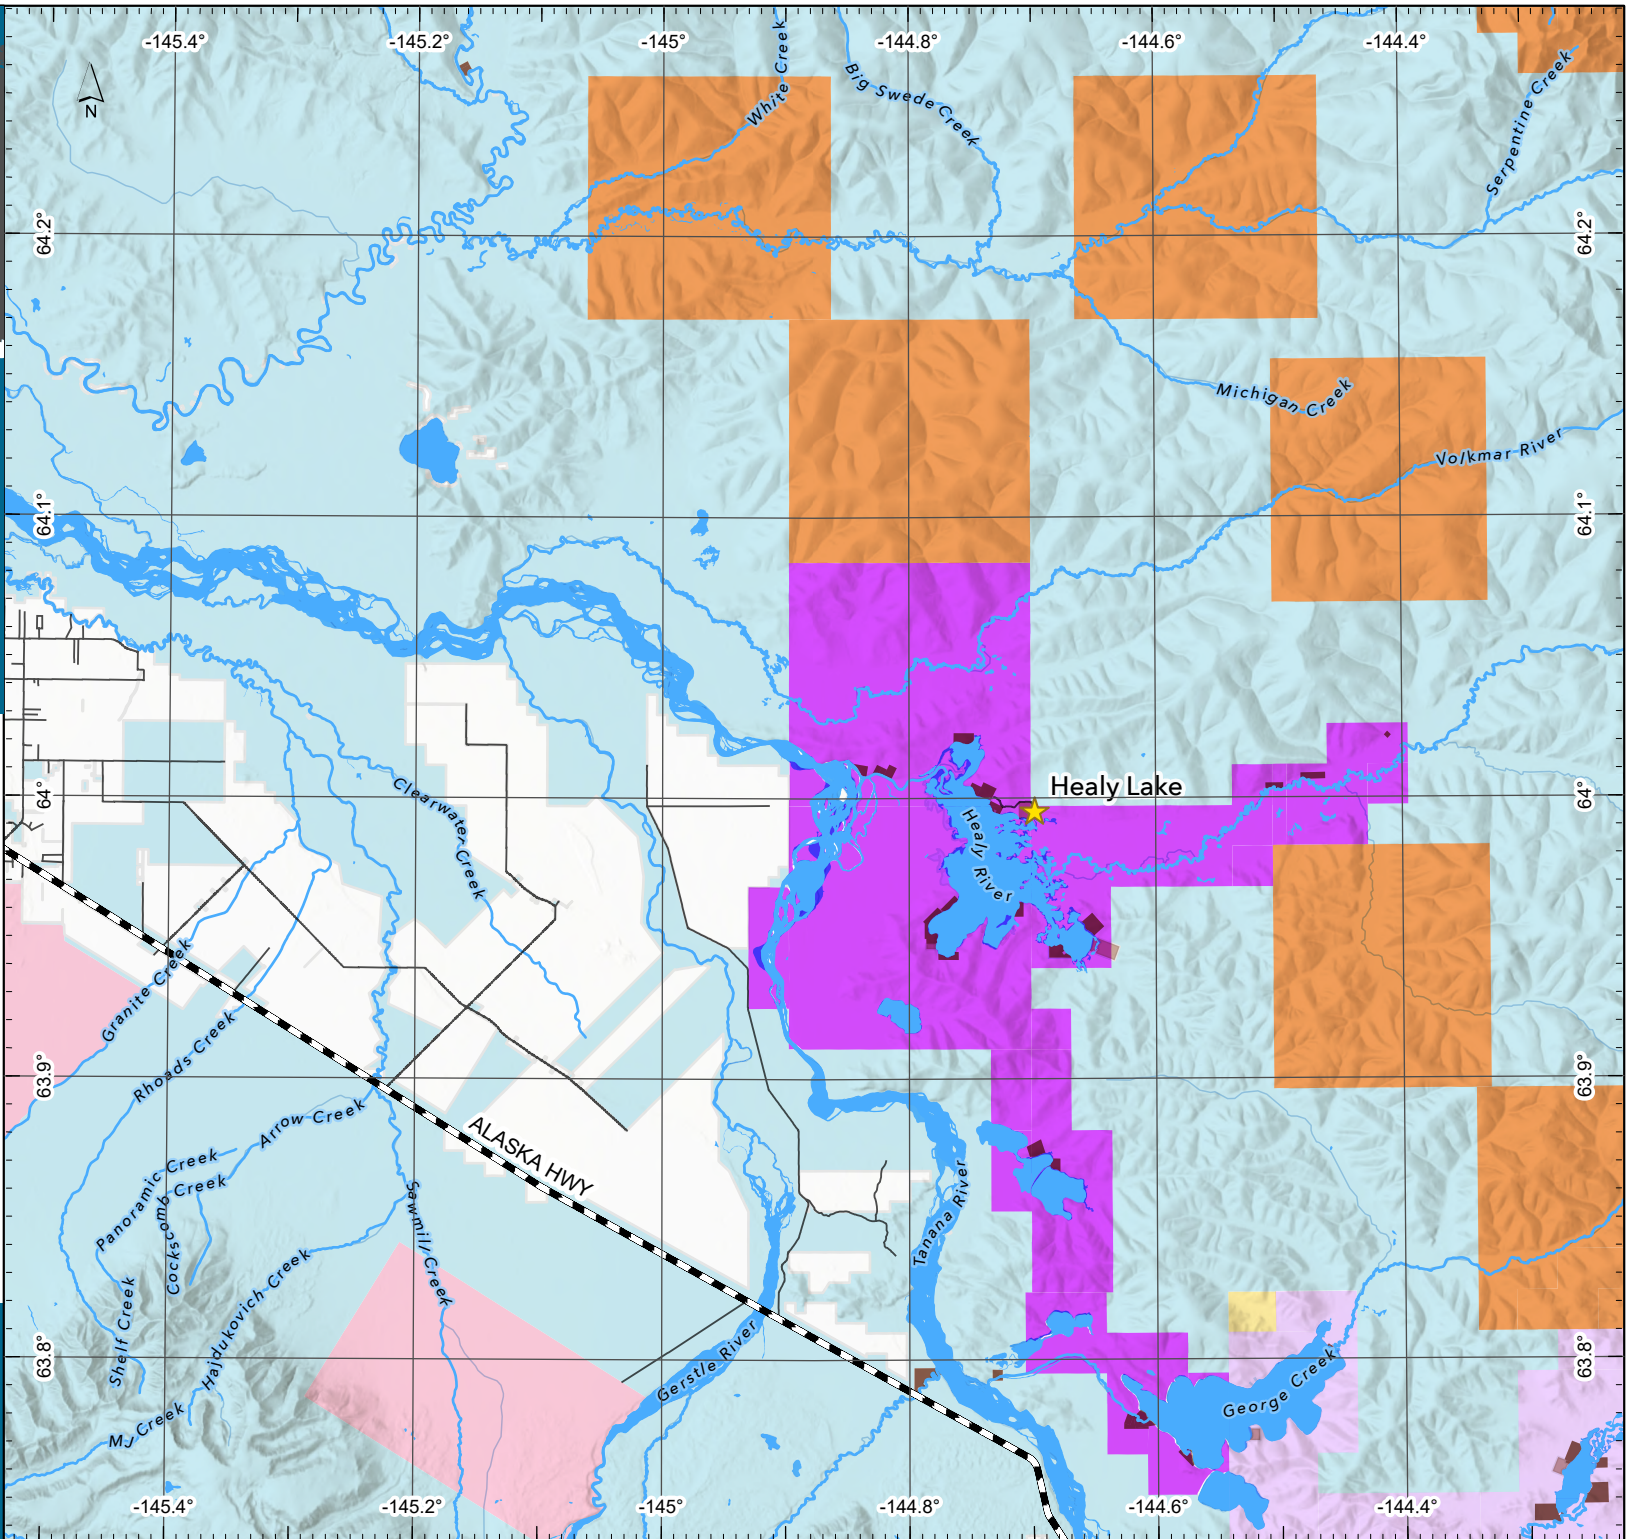 -145.4°
-145.2°
-145°
-144.8°
-144.6°
-144.4°
N
White Creek
Big Swede Creek
Serpentine Creek
64.2°
64.2°
Michigan Creek
Volkmar River
64.1°
64.1°
Healy Lake
64°
64°
Clearwater Creek
Healy River
Granite Creek
Rhoads Creek
63.9°
63.9°
Arrow Creek
ALASKA HWY
Panoramic Creek
Cockscomb Creek
Sawmill Creek
Tanana River
Hajdukovich Creek
Shelf Creek
63.8°
63.8°
Gerstle River
George Creek
MJ Creek
-145.4°
-145.2°
-145°
-144.8°
-144.6°
-144.4°